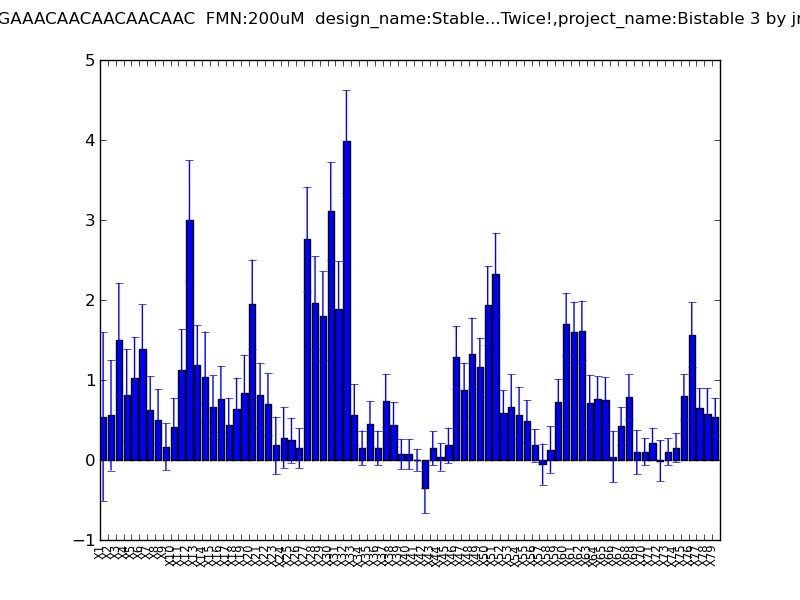 GAAACAACAACAACAAC FMN:200uM design_name:Stable...Twice!,project_name:Bistable 3 by
5
4
3
2
1
0
−1
X1
X2
X3
X4
X5
X6
X7
X8
X9
X10
X11
X12
X13
X14
X15
X16
X17
X18
X19
X20
X21
X22
X23
X24
X25
X26
X27
X28
X29
X30
X31
X32
X33
X34
X35
X36
X37
X38
X39
X40
X41
X42
X43
X44
X45
X46
X47
X48
X49
X50
X51
X52
X53
X54
X55
X56
X57
X58
X59
X60
X61
X62
X63
X64
X65
X66
X67
X68
X69
X70
X71
X72
X73
X74
X75
X76
X77
X78
X79